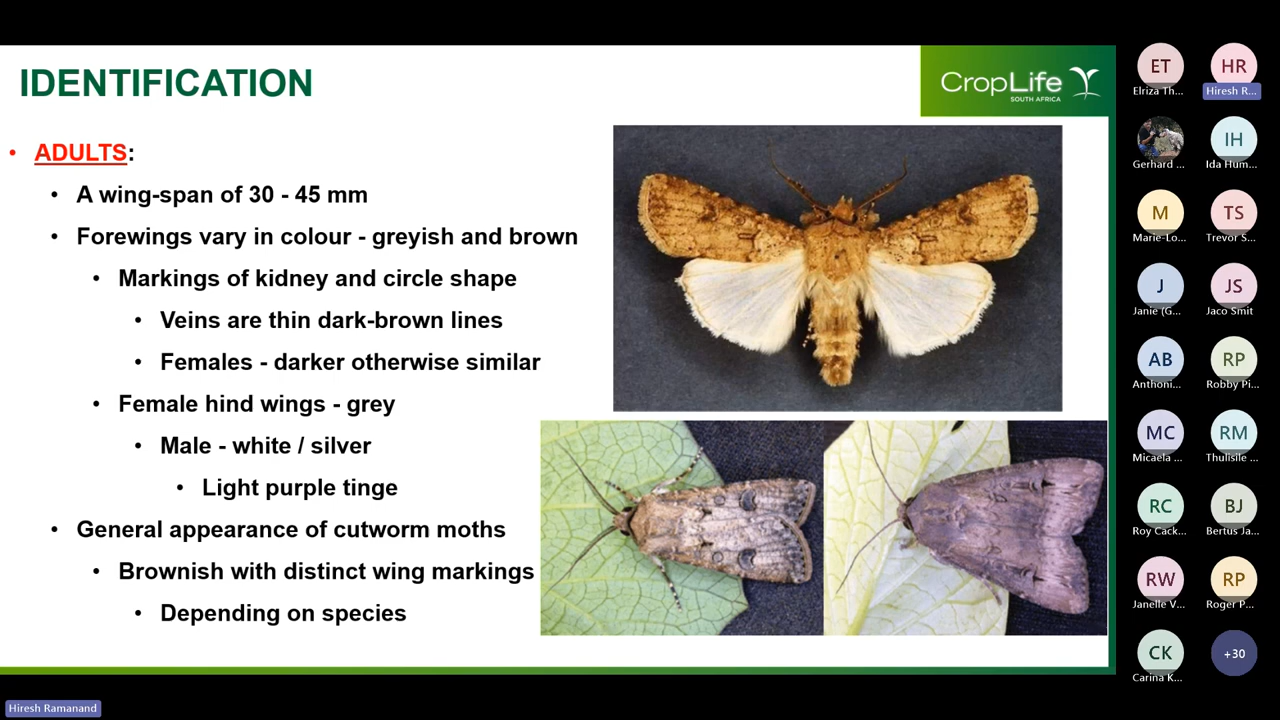 IDENTIFICATION
CropLife
SOUTH AFRICA
• ADULTS:
• A wing-span of 30 - 45 mm
• Forewings vary in colour - greyish and brown
• Markings of kidney and circle shape
• Veins are thin dark-brown lines
• Females - darker otherwise similar
• Female hind wings - grey
• Male - white / silver
• Light purple tinge
• General appearance of cutworm moths
• Brownish with distinct wing markings
• Depending on species
ET
HR
Elriza Th...
Hiresh R...
IH
Gerhard ...
Ida Hum...
M
TS
Marie-Lo...
Trevor S...
J
JS
Janie (G...
Jaco Smit
AB
RP
Anthoni...
Robby Pi...
MC
RM
Micaela ...
Thulisile ...
RC
BJ
Roy Cack...
Bertus Ja...
RW
RP
Janelle V...
Roger P...
CK
+30
Carina K...
Hiresh Ramanand